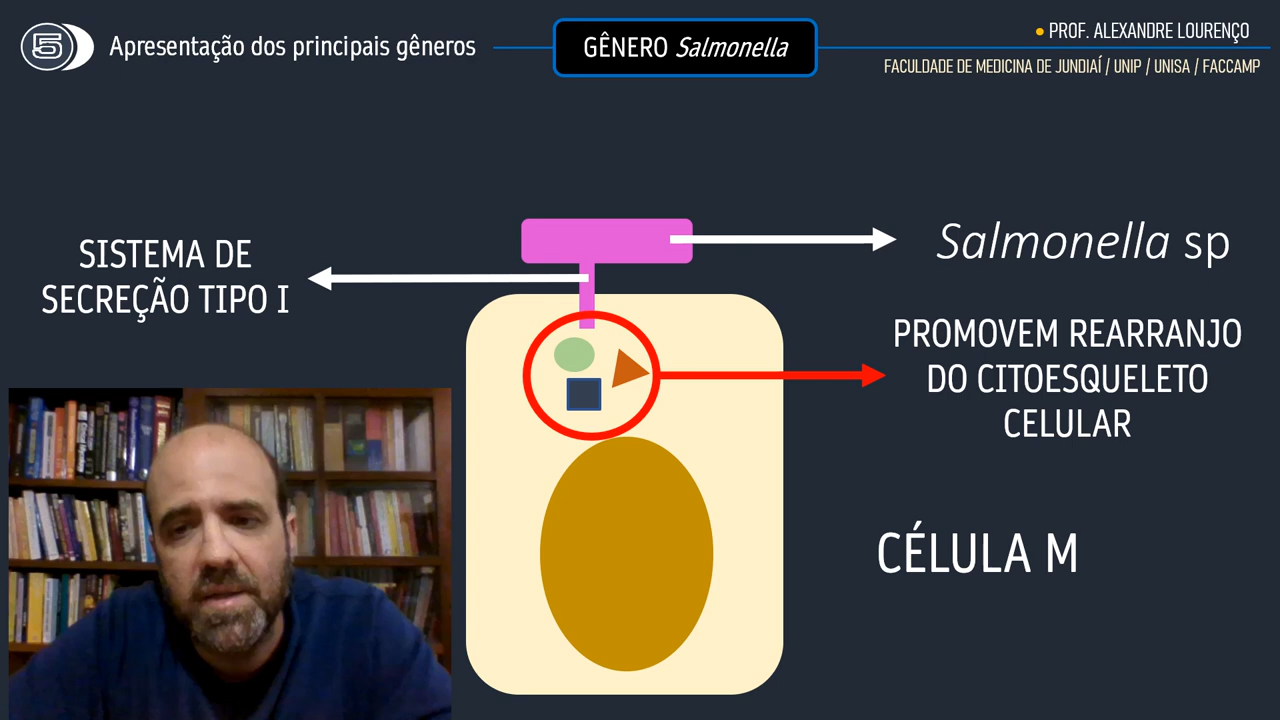 5
Apresentação dos principais gêneros
GÊNERO Salmonella
PROF. ALEXANDRE LOURENÇO
FACULDADE DE MEDICINA DE JUNDIAÍ / UNIP / UNISA / FACCAMP
SISTEMA DE
SECREÇÃO TIPO I
Salmonella sp
PROMOVEM REARRANJO
DO CITOESQUELETO
CELULAR
CÉLULA M